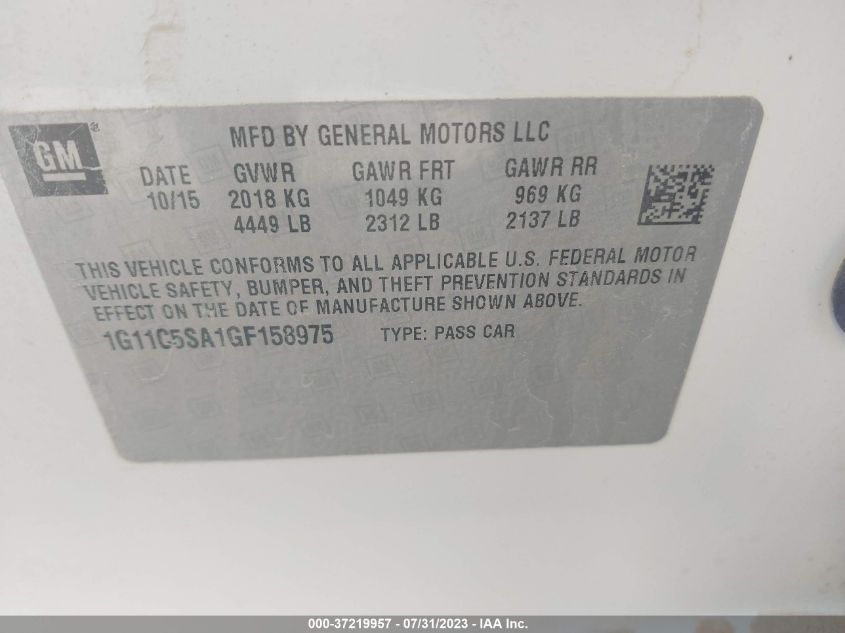 GM®
MFD BY GENERAL MOTORS LLC
DATE GVWR GAWR FRT GAWR RR
10/15 2018 KG 1049 KG 969 KG
4449 LB 2312 LB 2137 LB
THIS VEHICLE CONFORMS TO ALL APPLICABLE U.S. FEDERAL MOTOR
VEHICLE SAFETY, BUMPER, AND THEFT PREVENTION STANDARDS IN
EFFECT ON THE DATE OF MANUFACTURE SHOWN ABOVE.
1G11C5SA1GF158975 TYPE: PASS CAR
000-37219957 - 07/31/2023 - IAA Inc.